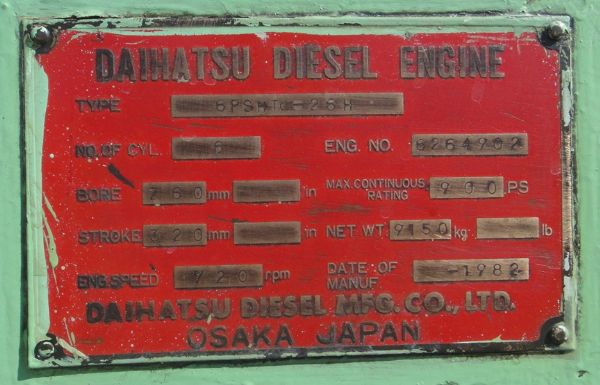 DAIHATSU DIESEL ENGINE
TYPE 6PSHTc-26H
NO.OF CYL. 6 ENG. NO. 6264902
BORE 260 mm in MAX.CONTINUOUS RATING 900 PS
STROKE 320 mm in NET WT. 9150 kg lb
ENG.SPEED 720 rpm DATE OF MANUF. -1982
DAIHATSU DIESEL MFG.CO., LTD.
OSAKA JAPAN